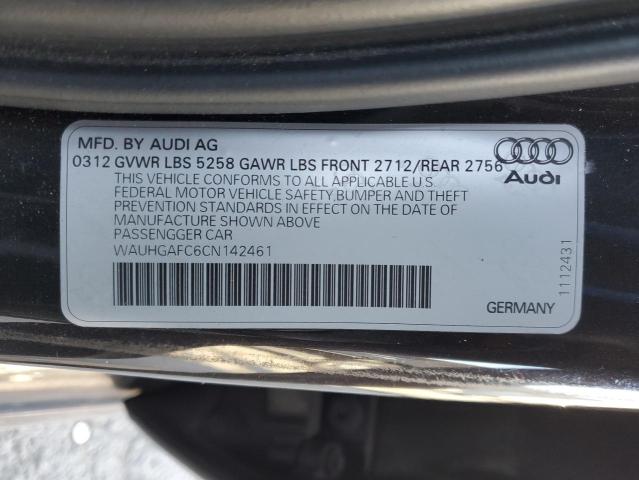 MFD. BY AUDI AG
0312 GVWR LBS 5258 GAWR LBS FRONT 2712/REAR 2756
THIS VEHICLE CONFORMS TO ALL APPLICABLE U.S.
FEDERAL MOTOR VEHICLE SAFETY,BUMPER AND THEFT
PREVENTION STANDARDS IN EFFECT ON THE DATE OF
MANUFACTURE SHOWN ABOVE
PASSENGGER CAR
WAUHGAFC6CN142461
Audi
1112431
GERMANY